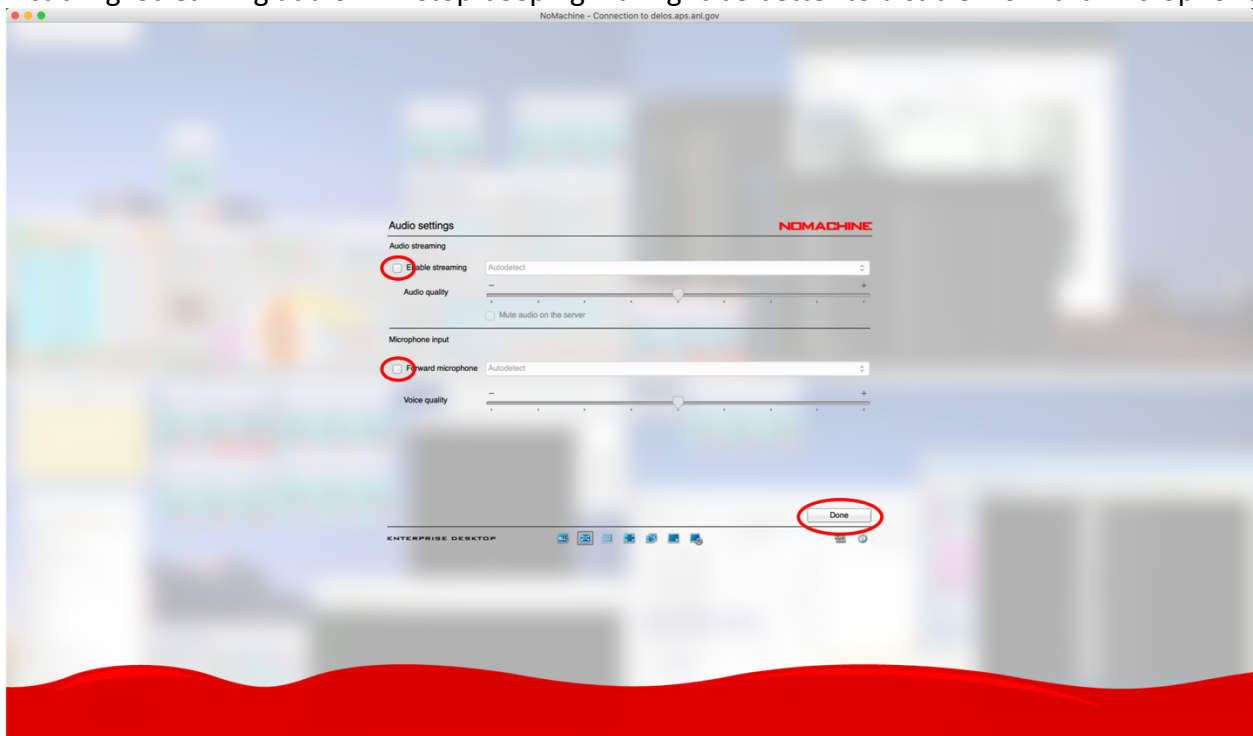 NoMachine - Connection to delos.aps.anl.gov
Audio settings
NOMACHINE
Audio streaming
Enable streaming
Autodetect
Audio quality
- +
Mute audio on the server
Microphone input
Forward microphone
Autodetect
Voice quality
- +
Done
ENTERPRISE DESKTOP